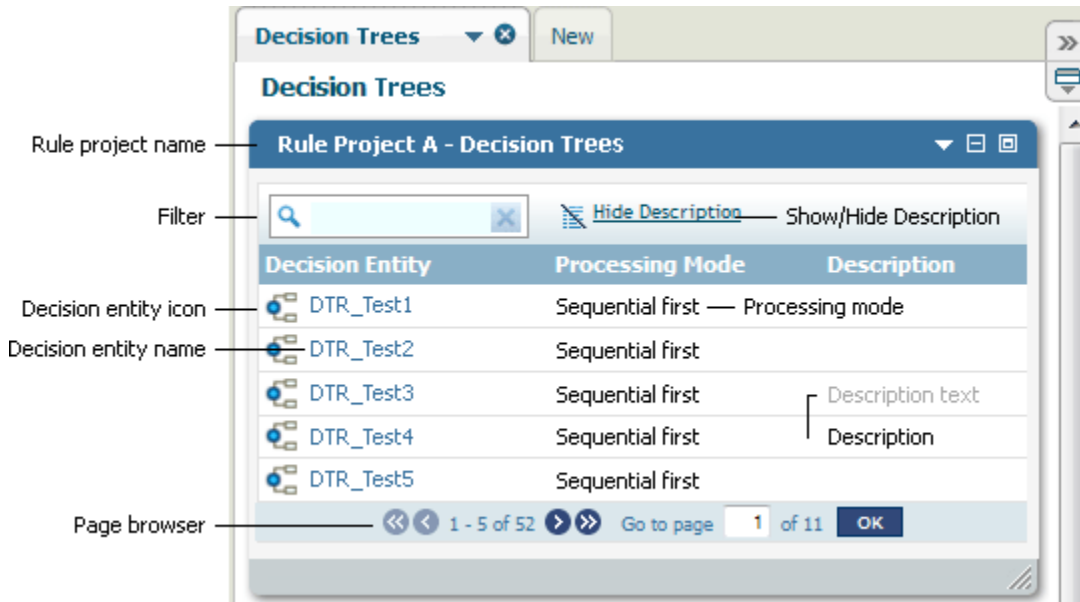 Decision Trees
New
Decision Trees
Rule project name
Rule Project A - Decision Trees
Filter
Hide Description
Show/Hide Description
Decision Entity Processing Mode Description
Decision entity icon
DTR_Test1 Sequential first
Processing mode
Decision entity name
DTR_Test2 Sequential first
DTR_Test3 Sequential first Description text
DTR_Test4 Sequential first Description
DTR_Test5 Sequential first
Page browser
1 - 5 of 52 Go to page 1 of 11 OK